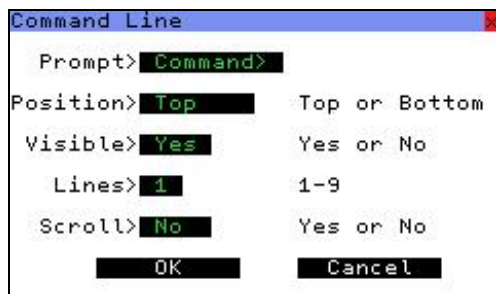 Command Line x
Prompt> Command>
Position> Top Top or Bottom
Visible> Yes Yes or No
Lines> 1 1-9
Scroll> No Yes or No
OK Cancel